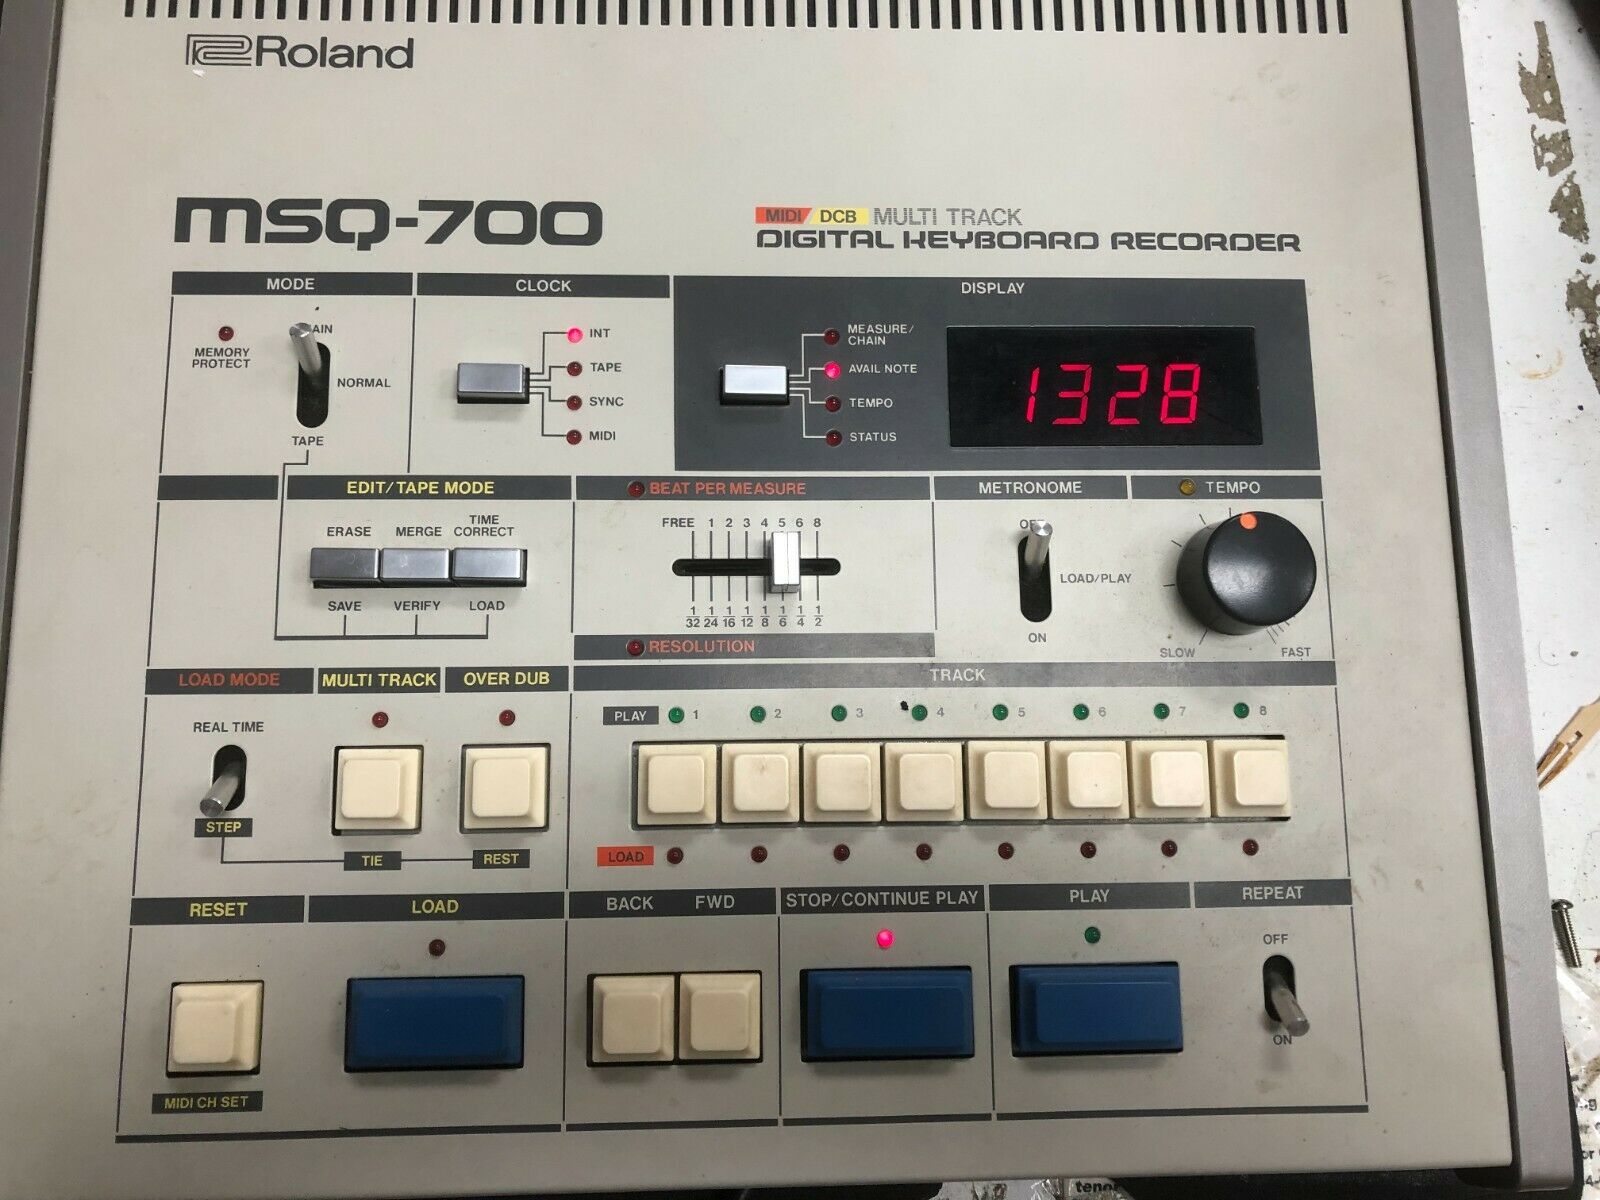 Roland
MSQ-700
MIDI/DCB MULTI TRACK
DIGITAL KEYBOARD RECORDER
MODE
CLOCK
DISPLAY
MEMORY
PROTECT
NORMAL
TAPE
INT
TAPE
SYNC
MIDI
MEASURE/
CHAIN
AVAIL NOTE
TEMPO
STATUS
1328
EDIT/TAPE MODE
BEAT PER MEASURE
METRONOME
TEMPO
ERASE MERGE TIME
CORRECT
SAVE VERIFY LOAD
FREE 1 2 3 4 5 6 8
1/32 1/24 1/16 1/12 1/8 1/6 1/4 1/2
RESOLUTION
LOAD/PLAY
ON
SLOW FAST
LOAD MODE
MULTI TRACK
OVER DUB
TRACK
REAL TIME
STEP
TIE
REST
PLAY 1 2 3 4 5 6 7 8
LOAD
RESET
LOAD
BACK FWD
STOP/CONTINUE PLAY
PLAY
REPEAT
OFF
ON
MIDI CH SET